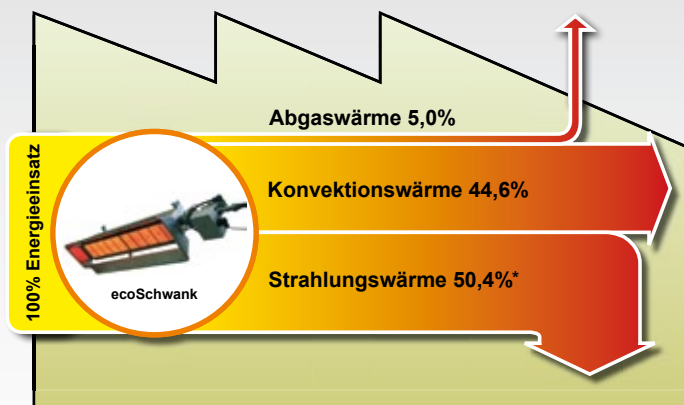 Abgaswärme 5,0%
100% Energieeinsatz
Konvektionswärme 44,6%
Strahlungswärme 50,4%*
ecoSchwank